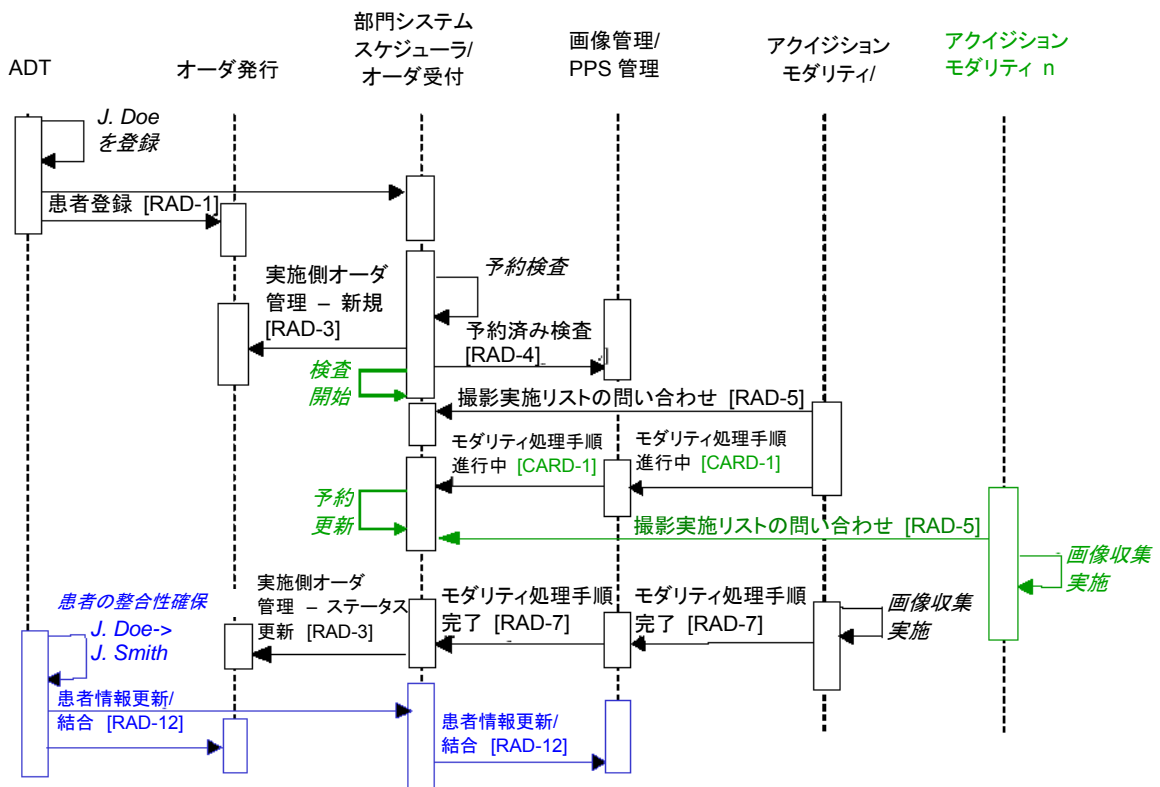 ADT
オーダ発行
部門システム
スケジューラ/
オーダ受付
画像管理/
PPS 管理
アクイジション
モダリティ/
アクイジション
モダリティ n
J. Doe
を登録
患者登録 [RAD-1]
予約検査
実施側オーダ
管理 – 新規
[RAD-3]
予約済み検査
[RAD-4]
検査
開始
撮影実施リストの問い合わせ [RAD-5]
モダリティ処理手順
進行中 [CARD-1]
モダリティ処理手順
進行中 [CARD-1]
予約
更新
撮影実施リストの問い合わせ [RAD-5]
画像収集
実施
実施側オーダ
管理 – ステータス
更新 [RAD-3]
モダリティ処理手順
完了 [RAD-7]
モダリティ処理手順
完了 [RAD-7]
画像収集
実施
患者の整合性確保
J. Doe->
J. Smith
患者情報更新/
結合 [RAD-12]
患者情報更新/
結合 [RAD-12]